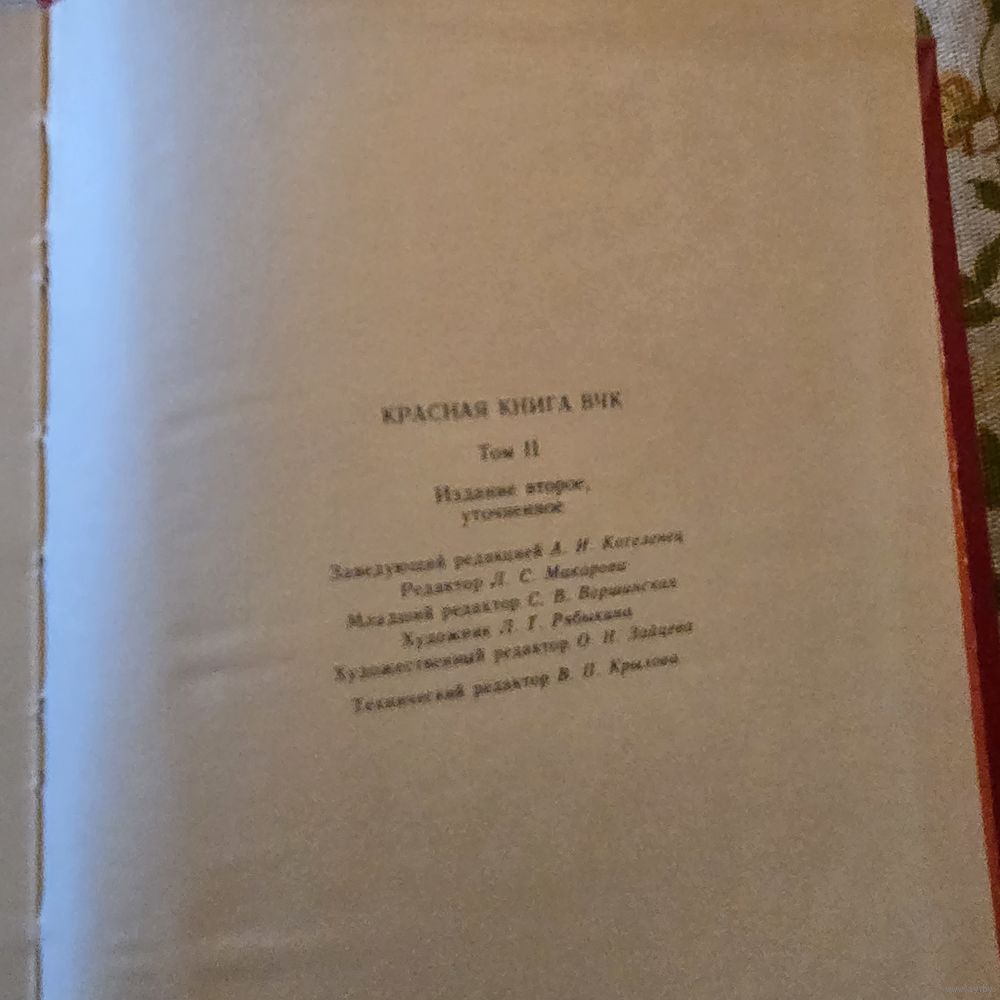 КРАСНАЯ КНИГА ВЧК
Том II
Издание второе,
уточненное
Заведующий редакцией А. И. Котеленец
Редактор Л. С. Макарова
Младший редактор С. В. Воршинская
Художник Л. Г. Рябыкина
Художественный редактор О. Н. Зайцева
Технический редактор В. П. Крылова